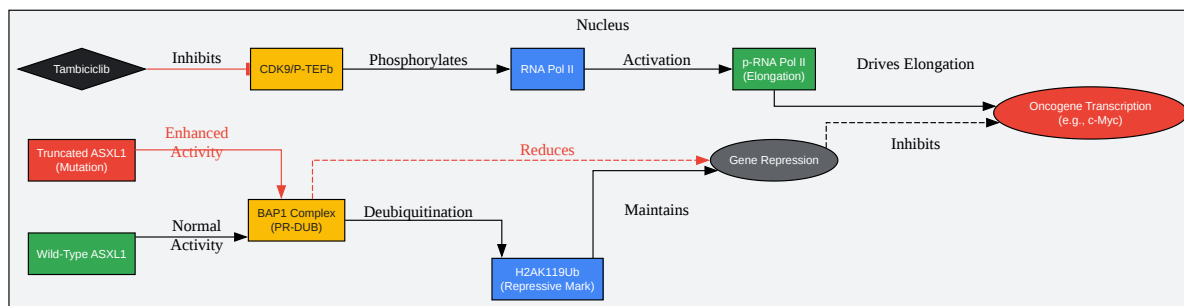 Nucleus
Tambiciclib
Inhibits
CDK9/P-TEFb
Phosphorylates
RNA Pol II
Activation
p-RNA Pol II
(Elongation)
Drives Elongation
Oncogene Transcription
(e.g., c-Myc)
Truncated ASXL1
(Mutation)
Enhanced
Activity
Reduces
Gene Repression
Inhibits
Wild-Type ASXL1
Normal
Activity
BAP1 Complex
(PR-DUB)
Deubiquitination
H2AK119Ub
(Repressive Mark)
Maintains